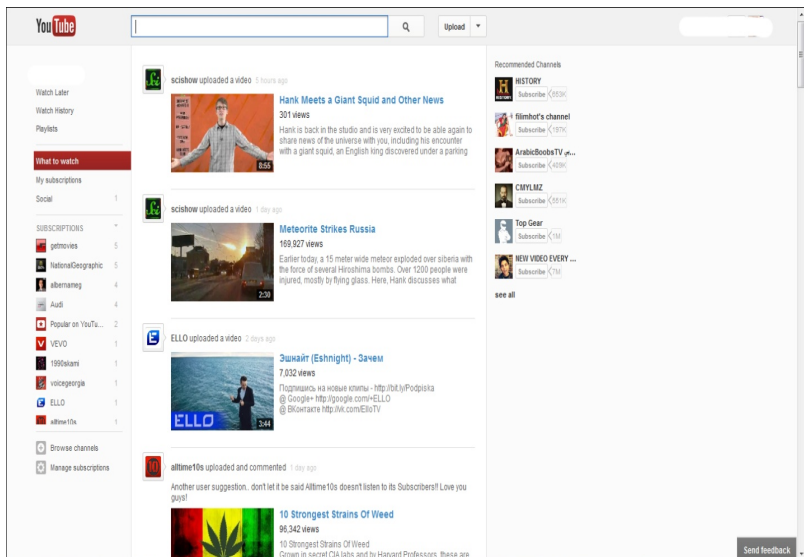 YouTube
Upload
Watch Later
Watch History
Playlists
What to watch
My subscriptions
Social 1
SUBSCRIPTIONS
getmovies 5
NationalGeographic 5
albernameg 4
Audi 4
Popular on YouTu... 2
VEVO 1
1990skami 1
voicegeorgia 1
ELLO 1
alltime10s 1
Browse channels
Manage subscriptions
scishow uploaded a video 5 hours ago
Hank Meets a Giant Squid and Other News
301 views
Hank is back in the studio and is very excited to be able again to
share news of the universe with you, including his encounter
with a giant squid, an English king discovered under a parking
8:55
scishow uploaded a video 1 day ago
Meteorite Strikes Russia
169,927 views
Earlier today, a 15 meter wide meteor exploded over siberia with
the force of several Hiroshima bombs. Over 1200 people were
injured, mostly by flying glass. Here, Hank discusses what
2:30
ELLO uploaded a video 2 days ago
Эшнайт (Eshnight) - Зачем
7,032 views
Подпишись на новые клипы - http://bit.ly/Podpiska
@ Google+ http://google.com/+ELLO
@ ВКонтакте http://vk.com/ElloTV
ELLO
3:44
alltime10s uploaded and commented 1 day ago
Another user suggestion.. don't let it be said Alltime10s doesn't listen to its Subscribers!! Love you
guys!
10 Strongest Strains Of Weed
96,342 views
10 Strongest Strains Of Weed
Grown in secret CIA labs and by Harvard Professors, these are
Recommended Channels
HISTORY
Subscribe 653K
filimhot's channel
Subscribe 197K
ArabicBoobsTV
Subscribe 409K
CMYLMZ
Subscribe 551K
Top Gear
Subscribe 1M
NEW VIDEO EVERY ...
Subscribe 7M
see all
Send feedback